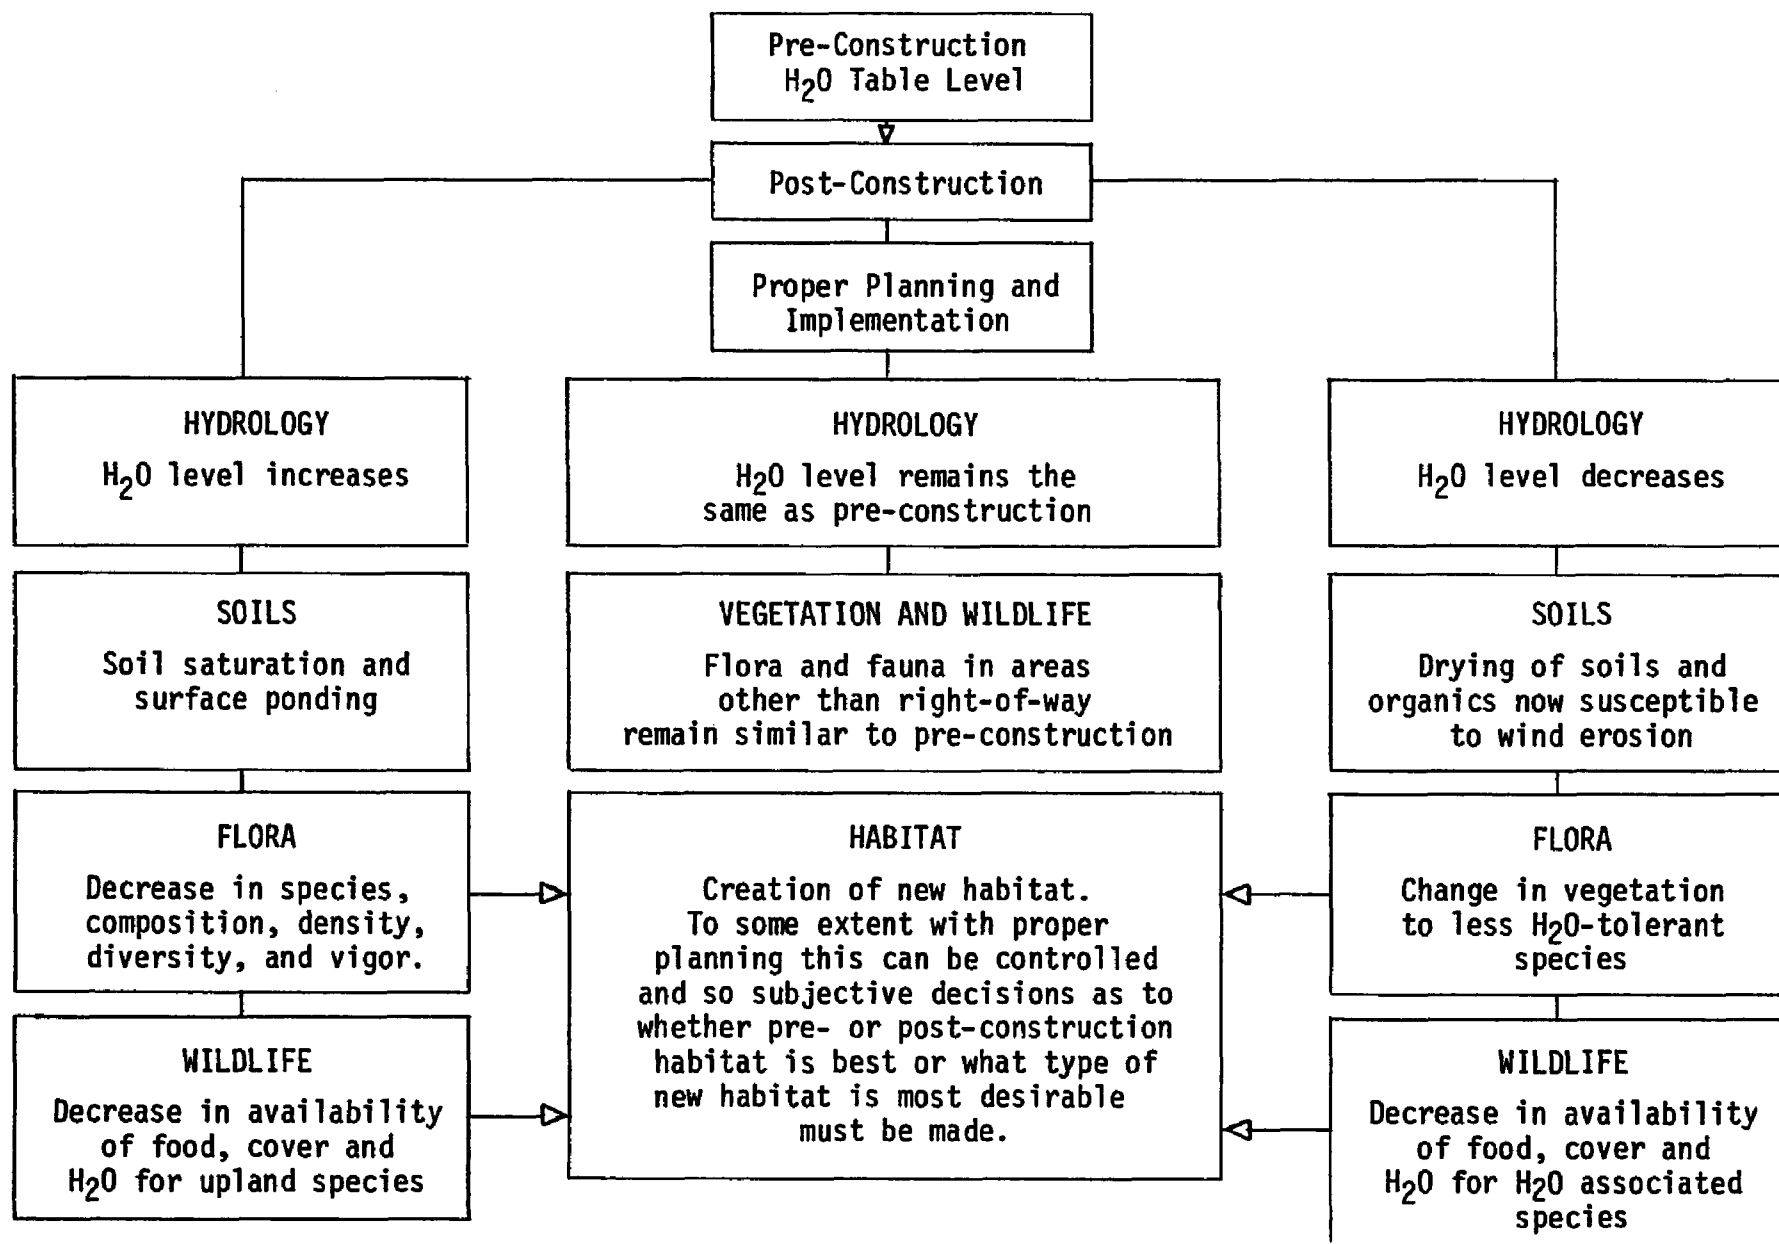 Pre-Construction
H2O Table Level
Post-Construction
Proper Planning and
Implementation
HYDROLOGY
H2O level increases
HYDROLOGY
H2O level remains the
same as pre-construction
HYDROLOGY
H2O level decreases
SOILS
Soil saturation and
surface ponding
VEGETATION AND WILDLIFE
Flora and fauna in areas
other than right-of-way
remain similar to pre-construction
SOILS
Drying of soils and
organics now susceptible
to wind erosion
FLORA
Decrease in species,
composition, density,
diversity, and vigor.
HABITAT
Creation of new habitat.
To some extent with proper
planning this can be controlled
and so subjective decisions as to
whether pre- or post-construction
habitat is best or what type of
new habitat is most desirable
must be made.
FLORA
Change in vegetation
to less H2O-tolerant
species
WILDLIFE
Decrease in availability
of food, cover and
H2O for upland species
WILDLIFE
Decrease in availability
of food, cover and
H2O for H2O associated
species